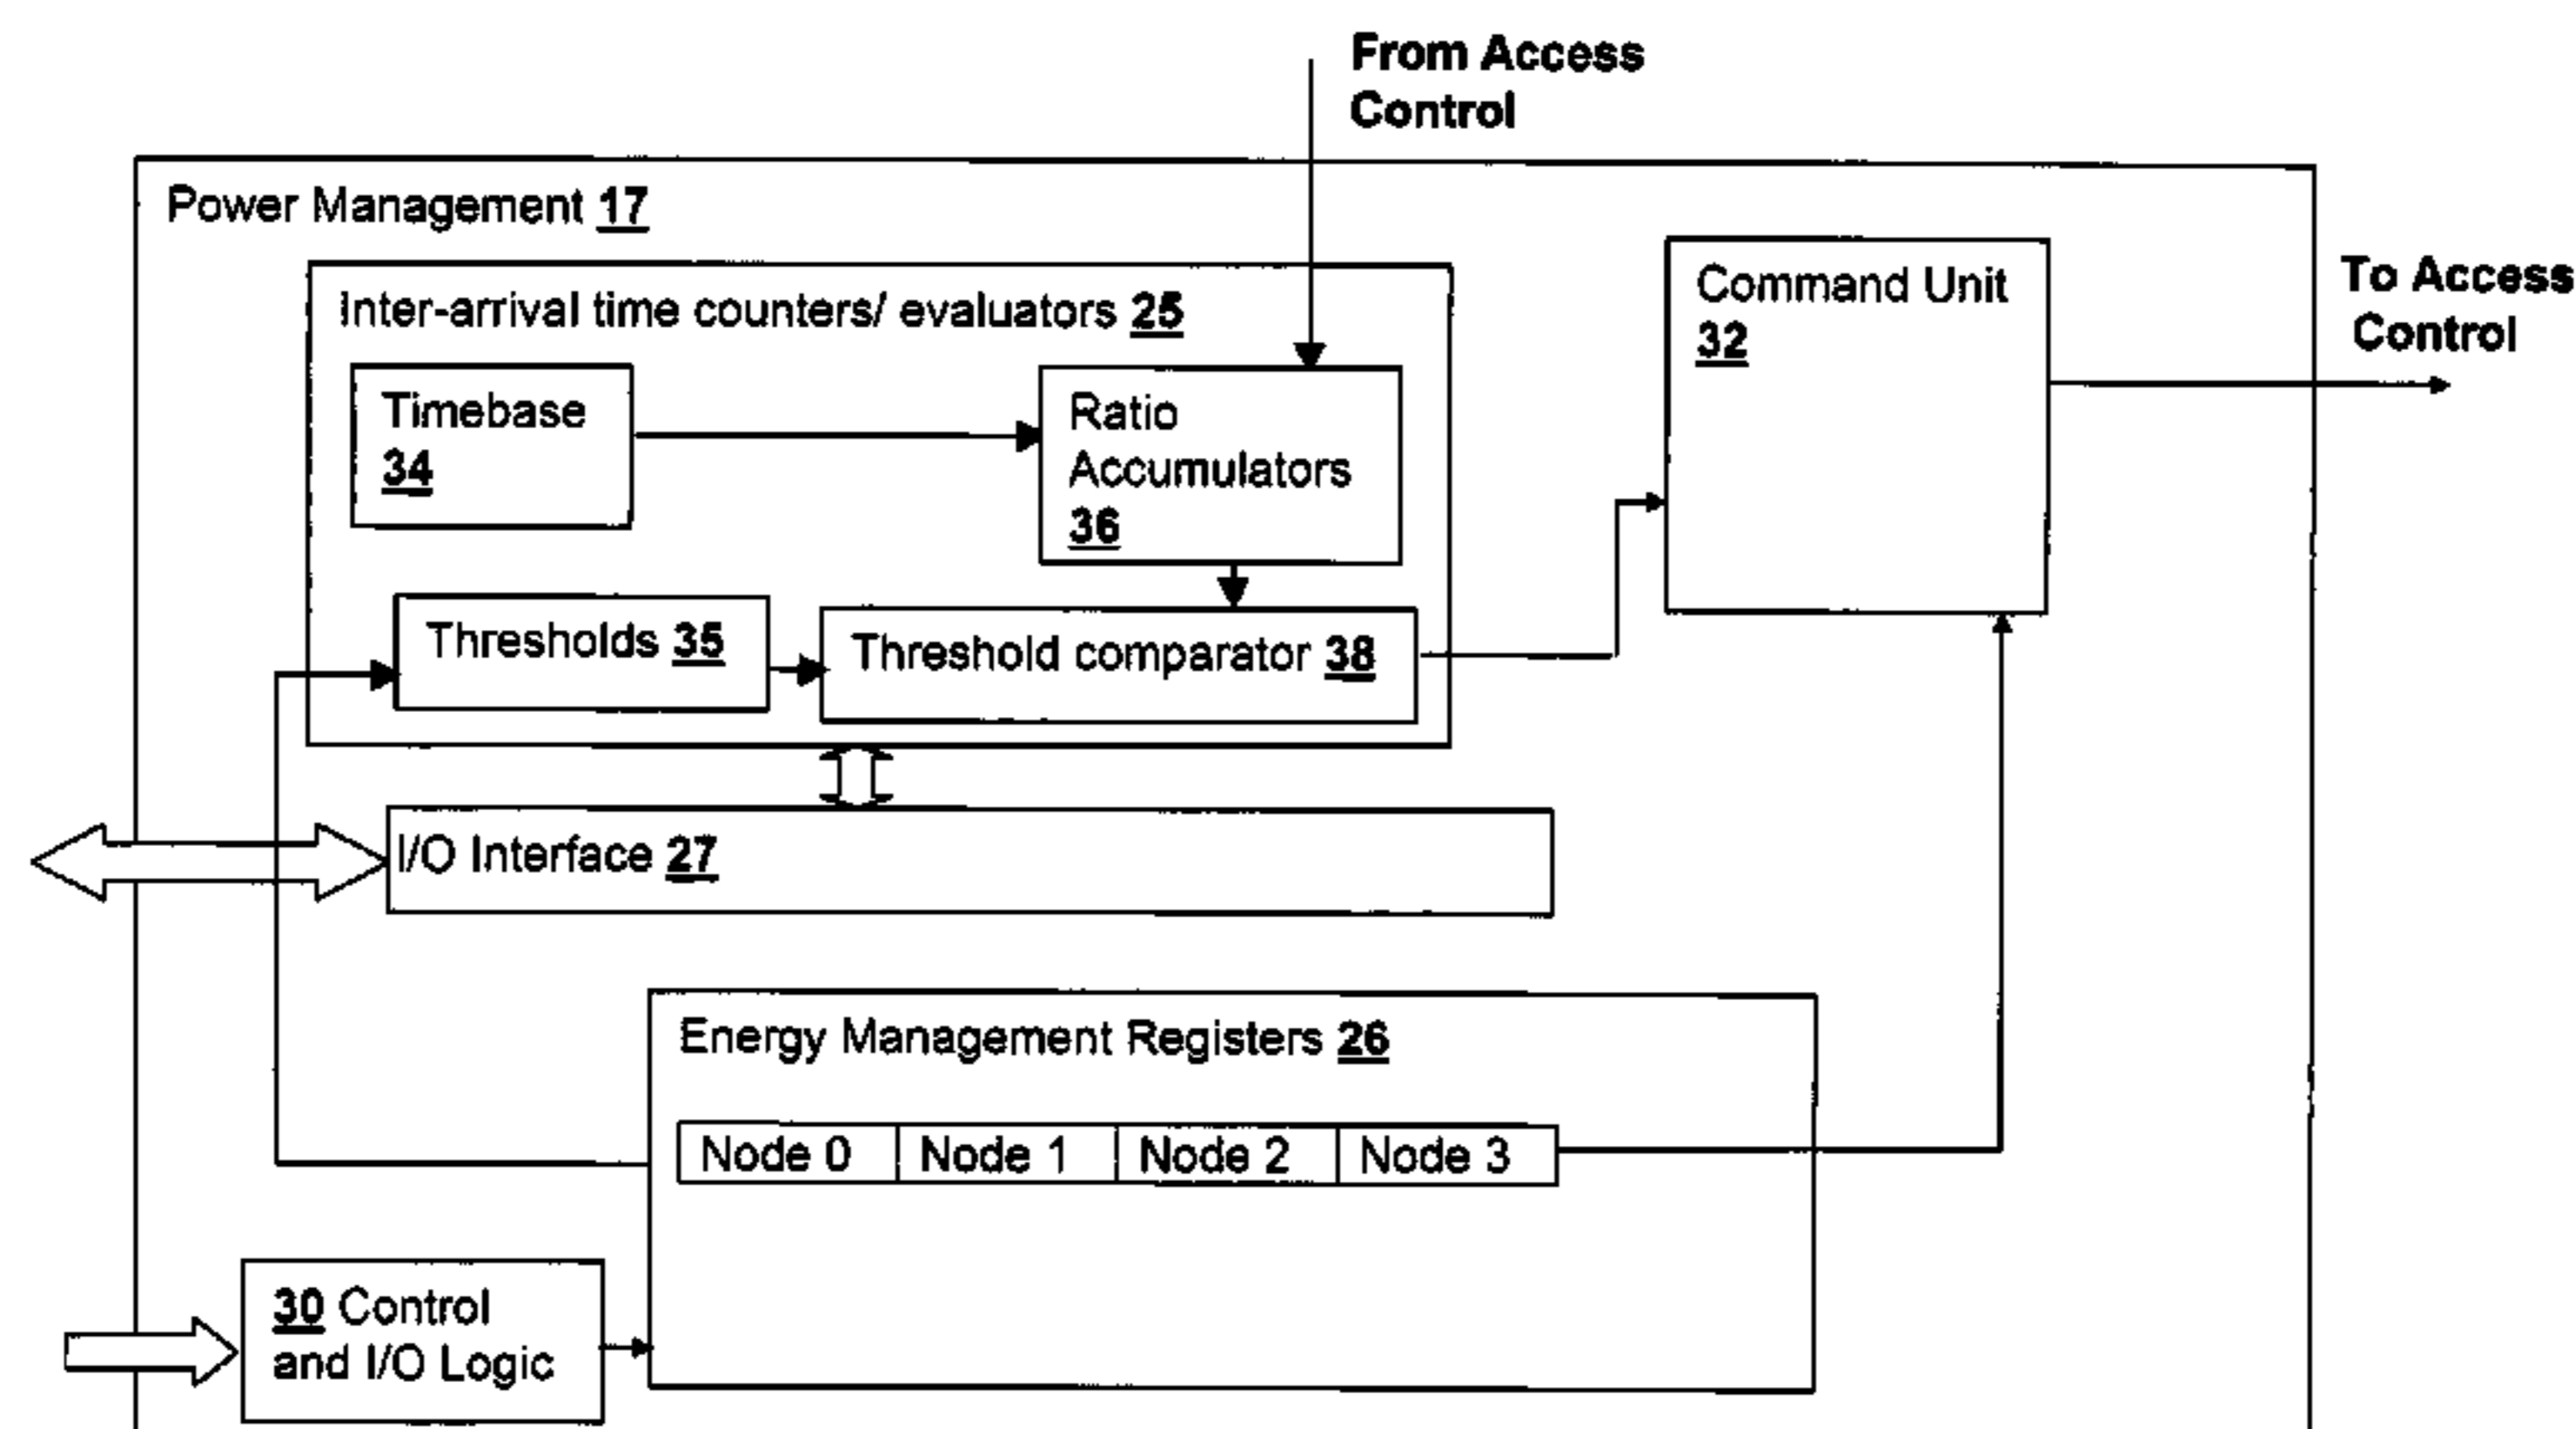 From Access
Control
Power Management 17
Inter-arrival time counters/ evaluators 25
Command Unit
32
To Access
Control
Timebase
34
Ratio
Accumulators
36
Thresholds 35
Threshold comparator 38
I/O Interface 27
Energy Management Registers 26
Node 0
Node 1
Node 2
Node 3
30 Control
and I/O Logic